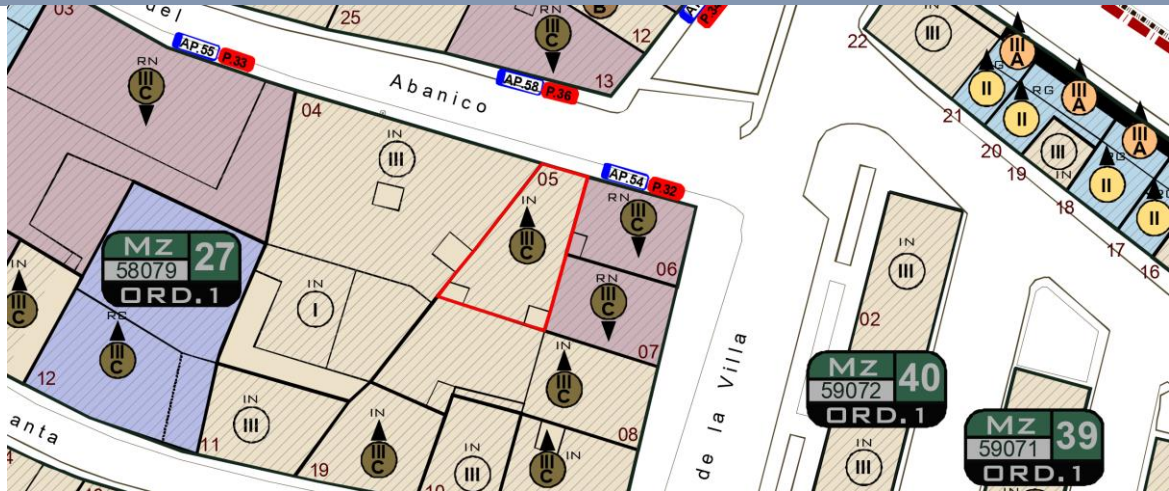 03
del
25
RN
B
12
13
III
C
AP.55
P.33
RN
III
C
04
Abanico
AP.58
P.36
IN
III
05
AP.54
P.32
IN
III
C
RN
III
C
06
RN
III
C
07
Mz
58079
27
ORD.1
IN
III
C
IN
I
RG
III
C
12
11
IN
III
19
IN
III
C
IN
III
C
08
IN
III
IN
III
C
anta
de la Villa
22
III
III
A
RG
II
III
A
RG
II
III
A
21
20
19
III
IN
18
RG
II
17
II
16
IN
III
02
Mz
59072
40
ORD.1
III
Mz
59071
39
ORD.1
IN